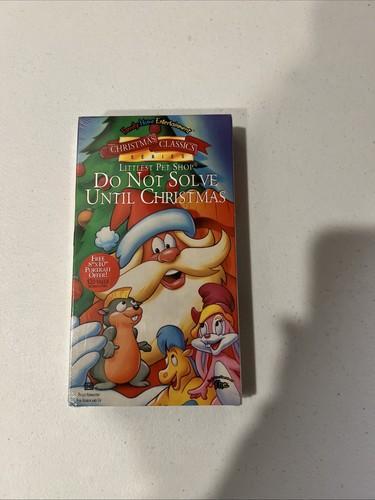 Family Home Entertainment
CHRISTMAS CLASSICS
SERIES
LITTLEST PET SHOP
DO NOT SOLVE
UNTIL CHRISTMAS
FREE
8"X10"
PORTRAIT
OFFER!